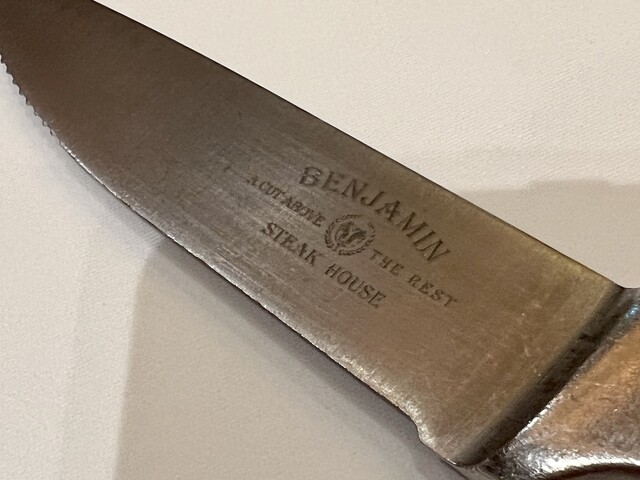 BENJAMIN
A CUT ABOVE THE REST
STEAK HOUSE